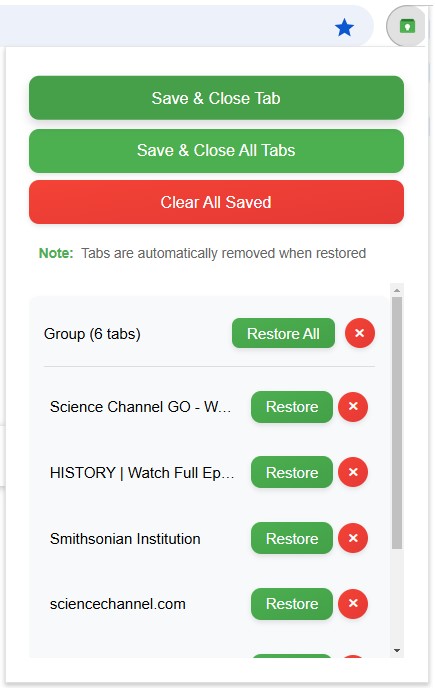 Save & Close Tab
Save & Close All Tabs
Clear All Saved
Note: Tabs are automatically removed when restored
Group (6 tabs) Restore All ×
Science Channel GO - W... Restore ×
HISTORY | Watch Full Ep... Restore ×
Smithsonian Institution Restore ×
sciencechannel.com Restore ×